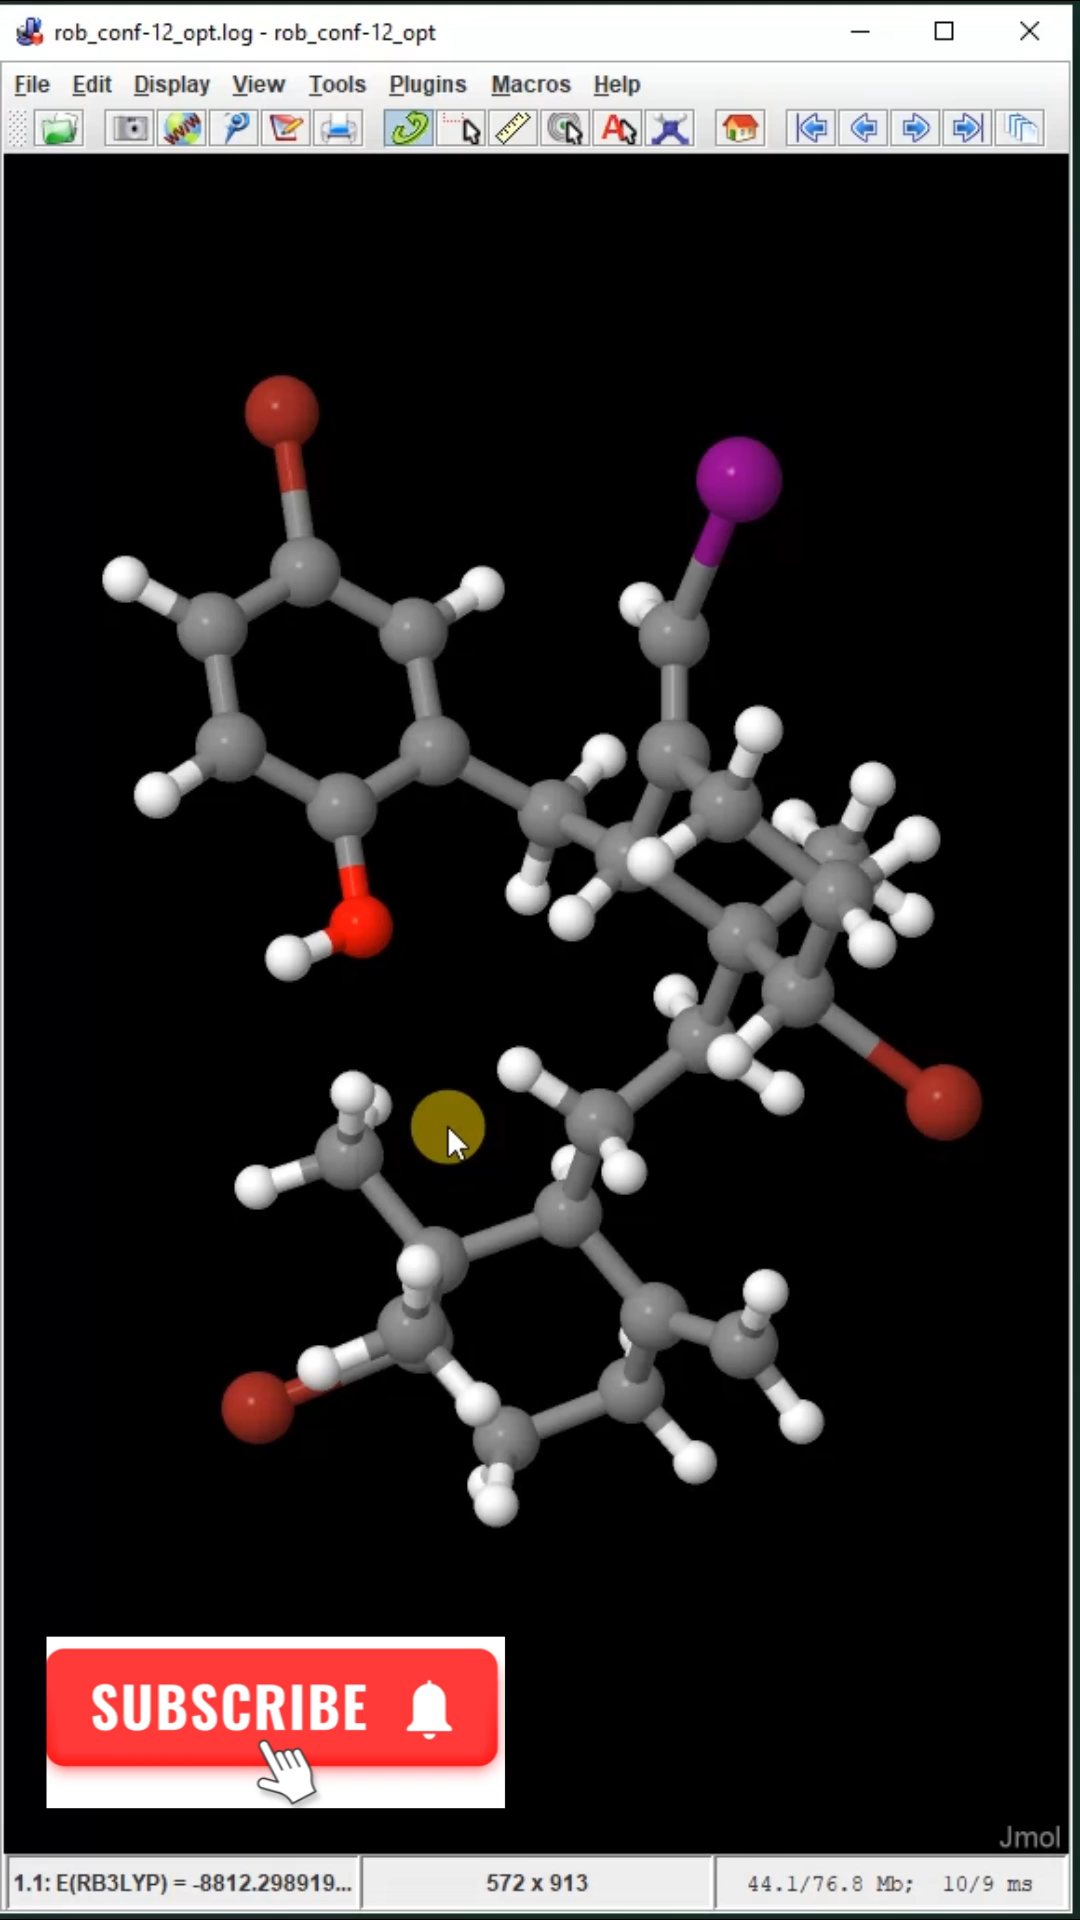 rob_conf-12_opt.log - rob_conf-12_opt
File Edit Display View Tools Plugins Macros Help
WWW
A
SUBSCRIBE
Jmol
1.1: E(RB3LYP) = -8812.298919... 572 x 913 44.1/76.8 Mb; 10/9 ms